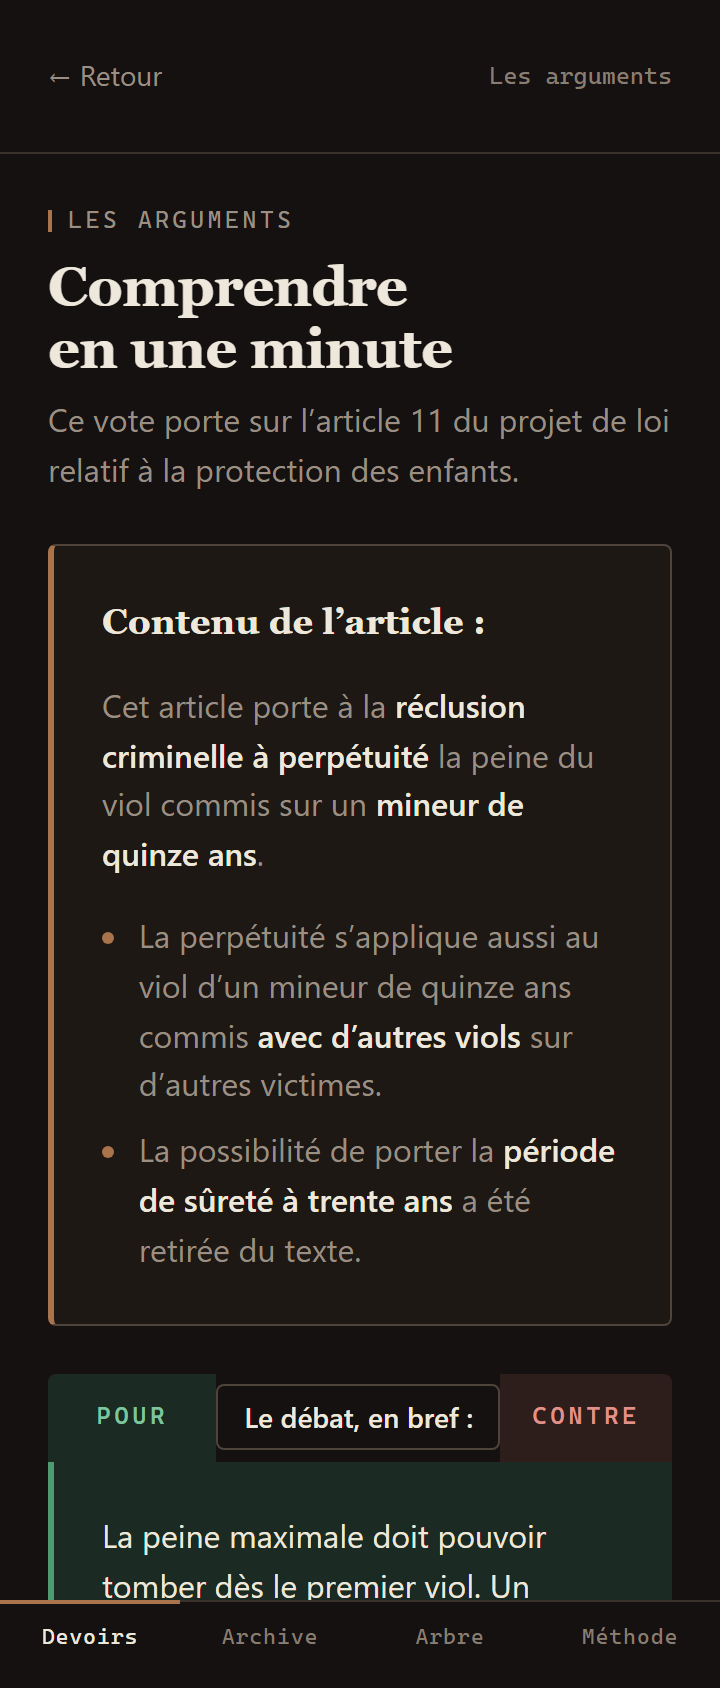 ← Retour
Les arguments
LES ARGUMENTS
Comprendre
en une minute
Ce vote porte sur l’article 11 du projet de loi
relatif à la protection des enfants.
Contenu de l’article :
Cet article porte à la réclusion
criminelle à perpétuité la peine du
viol commis sur un mineur de
quinze ans.
• La perpétuité s’applique aussi au
viol d’un mineur de quinze ans
commis avec d’autres viols sur
d’autres victimes.
• La possibilité de porter la période
de sûreté à trente ans a été
retirée du texte.
POUR
Le débat, en bref :
CONTRE
La peine maximale doit pouvoir
tomber dès le premier viol. Un
Devoirs
Archive
Arbre
Méthode